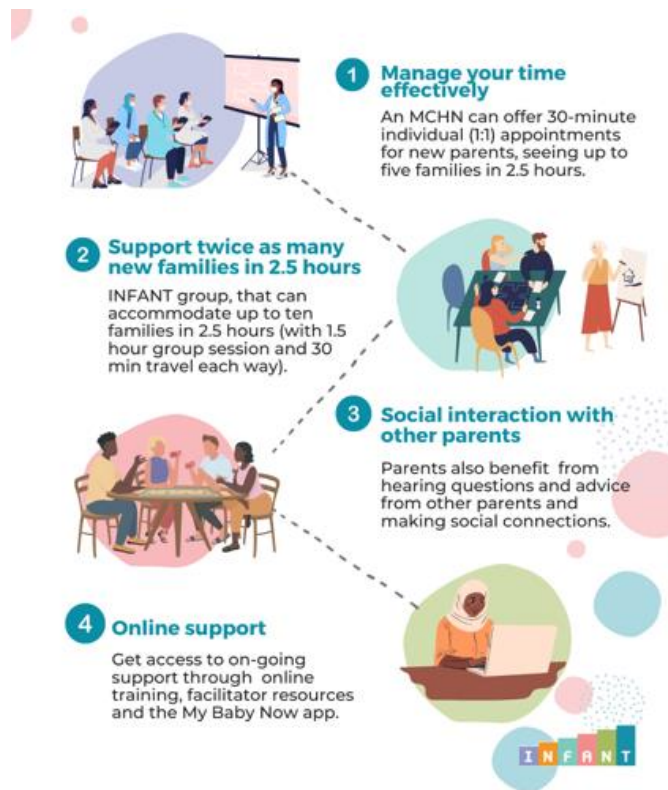 1
Manage your time
effectively
An MCHN can offer 30-minute
individual (1:1) appointments
for new parents, seeing up to
five families in 2.5 hours.
2
Support twice as many
new families in 2.5 hours
INFANT group, that can
accommodate up to ten
families in 2.5 hours (with 1.5
hour group session and 30
min travel each way).
3
Social interaction with
other parents
Parents also benefit from
hearing questions and advice
from other parents and
making social connections.
4
Online support
Get access to on-going
support through online
training, facilitator resources
and the My Baby Now app.
INFANT